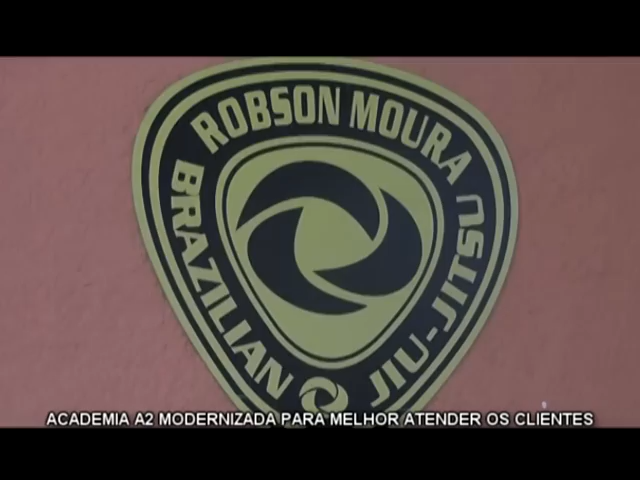 ROBSON MOURA
BRAZILIAN JIU-JITSU
ACADEMIA A2 MODERNIZADA PARA MELHOR ATENDER OS CLIENTES